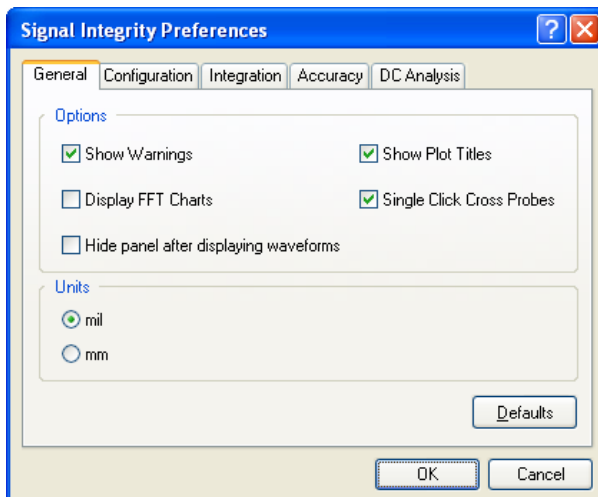 Signal Integrity Preferences
General Configuration Integration Accuracy DC Analysis
Options
Show Warnings Show Plot Titles
Display FFT Charts Single Click Cross Probes
Hide panel after displaying waveforms
Units
mil
mm
Defaults
OK Cancel